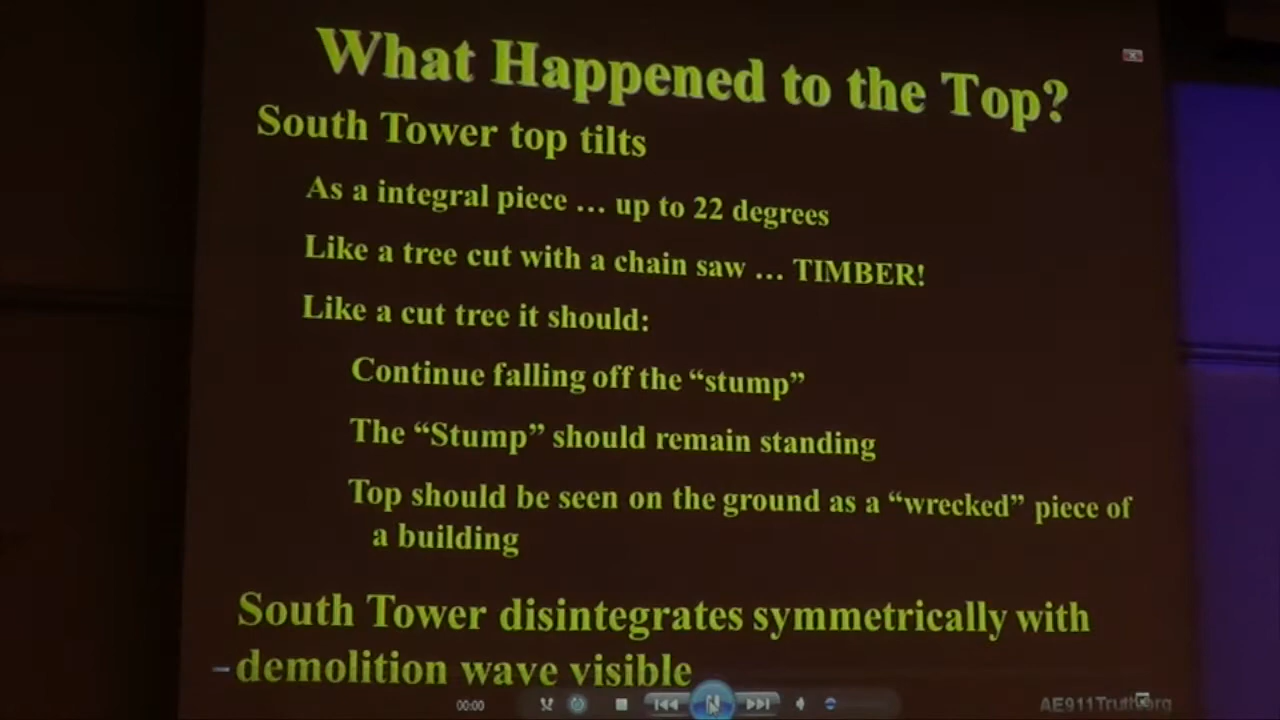 What Happened to the Top?
South Tower top tilts
As a integral piece … up to 22 degrees
Like a tree cut with a chain saw … TIMBER!
Like a cut tree it should:
Continue falling off the “stump”
The “Stump” should remain standing
Top should be seen on the ground as a “wrecked” piece of
a building
South Tower disintegrates symmetrically with
demolition wave visible
00:00
AE911Truth.org